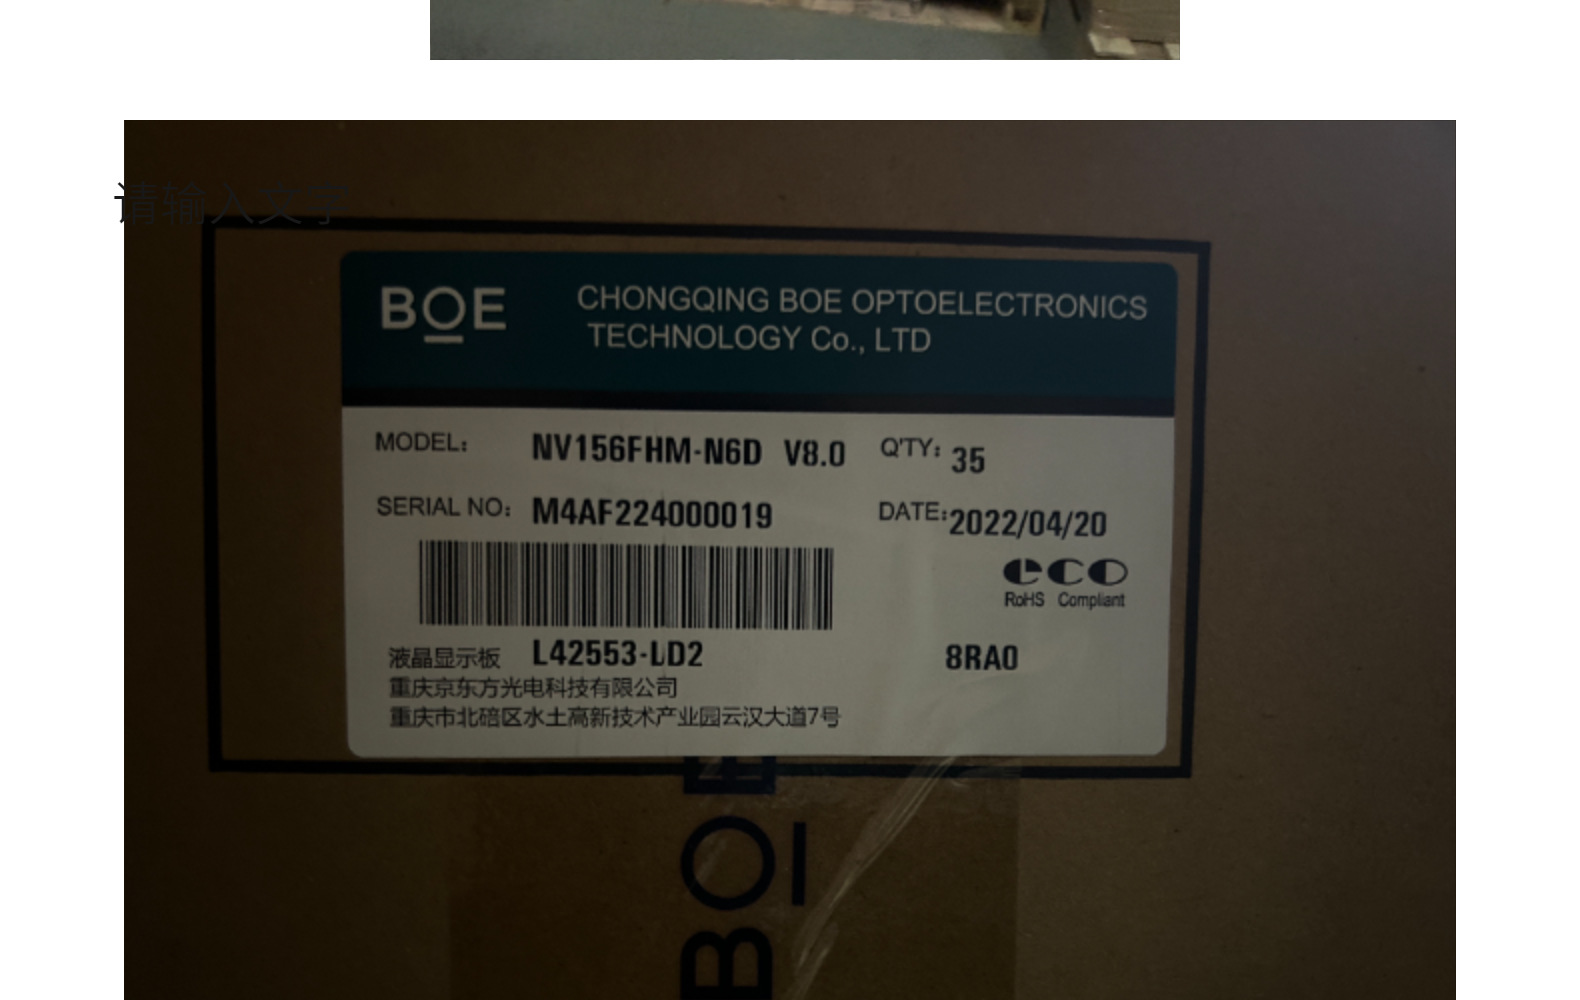 请输入文字
BOE
CHONGQING BOE OPTOELECTRONICS
TECHNOLOGY Co., LTD
MODEL: NV156FHM-N6D V8.0 Q'TY: 35
SERIAL NO: M4AF224000019 DATE: 2022/04/20
eco
RoHS Compliant
液晶显示板 L42553-LD2 8RA0
重庆京东方光电科技有限公司
重庆市北碚区水土高新技术产业园云汉大道7号
BOE